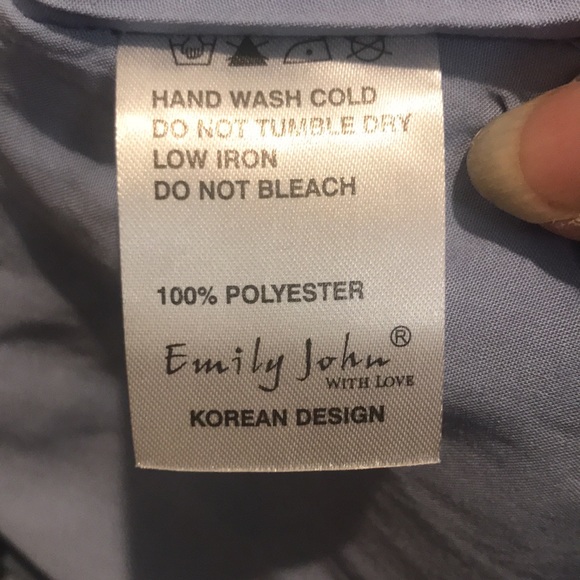 HAND WASH COLD
DO NOT TUMBLE DRY
LOW IRON
DO NOT BLEACH
100% POLYESTER
Emily John®
WITH LOVE
KOREAN DESIGN